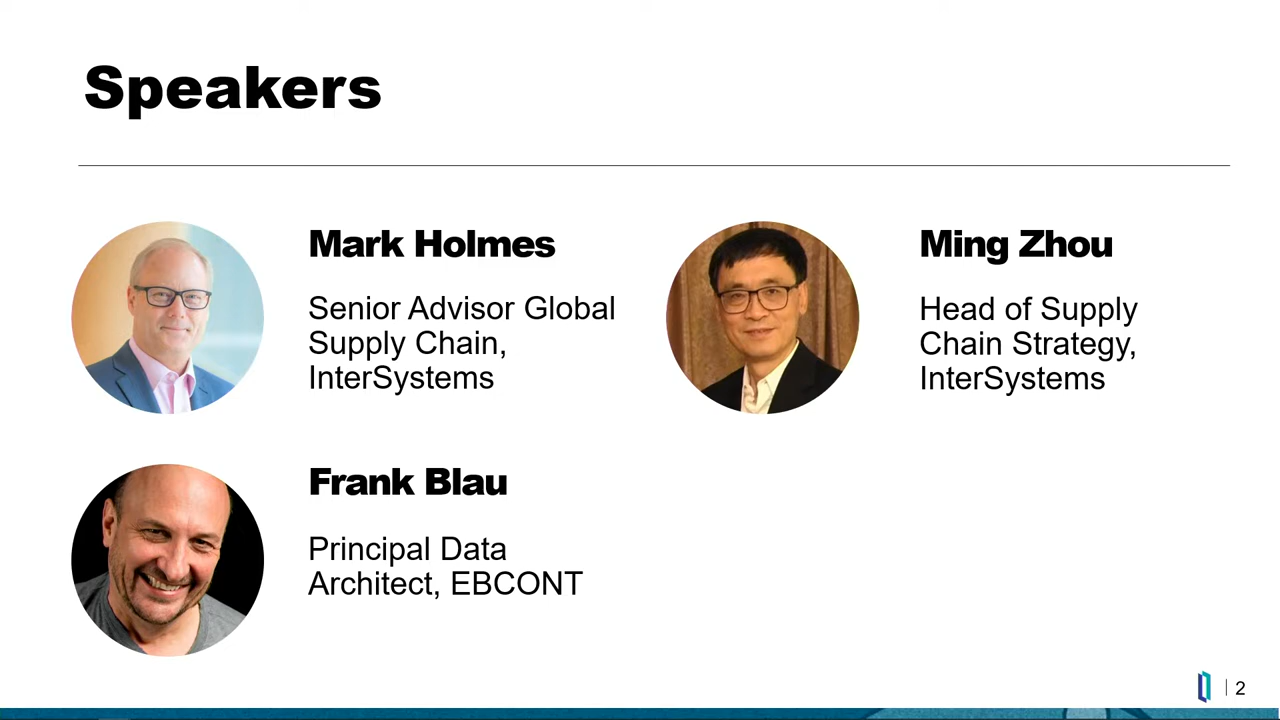 Speakers
Mark Holmes
Senior Advisor Global
Supply Chain,
InterSystems
Ming Zhou
Head of Supply
Chain Strategy,
InterSystems
Frank Blau
Principal Data
Architect, EBCONT
2